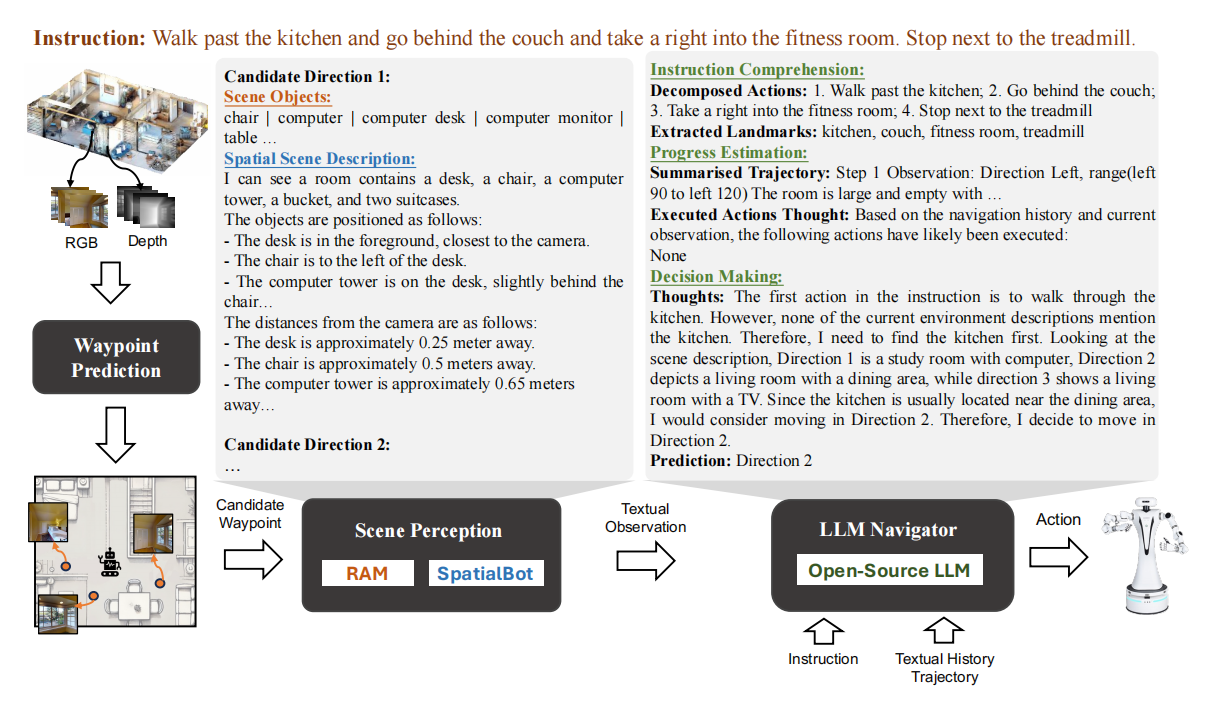 Instruction: Walk past the kitchen and go behind the couch and take a right into the fitness room. Stop next to the treadmill.
RGB
Depth
Waypoint
Prediction
Candidate Direction 1:
Scene Objects:
chair | computer | computer desk | computer monitor |
table …
Spatial Scene Description:
I can see a room contains a desk, a chair, a computer
tower, a bucket, and two suitcases.
The objects are positioned as follows:
- The desk is in the foreground, closest to the camera.
- The chair is to the left of the desk.
- The computer tower is on the desk, slightly behind the
chair…
The distances from the camera are as follows:
- The desk is approximately 0.25 meter away.
- The chair is approximately 0.5 meters away.
- The computer tower is approximately 0.65 meters
away…
Candidate Direction 2:
…
Instruction Comprehension:
Decomposed Actions: 1. Walk past the kitchen; 2. Go behind the couch;
3. Take a right into the fitness room; 4. Stop next to the treadmill
Extracted Landmarks: kitchen, couch, fitness room, treadmill
Progress Estimation:
Summarised Trajectory: Step 1 Observation: Direction Left, range(left
90 to left 120) The room is large and empty with …
Executed Actions Thought: Based on the navigation history and current
observation, the following actions have likely been executed:
None
Decision Making:
Thoughts: The first action in the instruction is to walk through the
kitchen. However, none of the current environment descriptions mention
the kitchen. Therefore, I need to find the kitchen first. Looking at the
scene description, Direction 1 is a study room with computer, Direction 2
depicts a living room with a dining area, while direction 3 shows a living
room with a TV. Since the kitchen is usually located near the dining area,
I would consider moving in Direction 2. Therefore, I decide to move in
Direction 2.
Prediction: Direction 2
Candidate
Waypoint
Scene Perception
RAM
SpatialBot
Textual
Observation
LLM Navigator
Open-Source LLM
Action
Instruction
Textual History
Trajectory